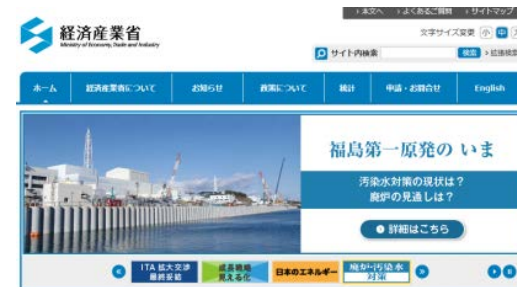 › 本文へ › よくあるご質問 › サイトマップ
経済産業省
Ministry of Economy, Trade and Industry
文字サイズ変更 小 中
サイト内検索 検索 › 拡張検索
ホーム 経済産業省について お知らせ 政策について 統計 申請・お問合せ English
福島第一原発の いま
汚染水対策の現状は？
廃炉の見通しは？
詳細はこちら
ITA 拡大交渉
最終妥結
成長戦略
見える化
日本のエネルギー
廃炉・汚染水
対策